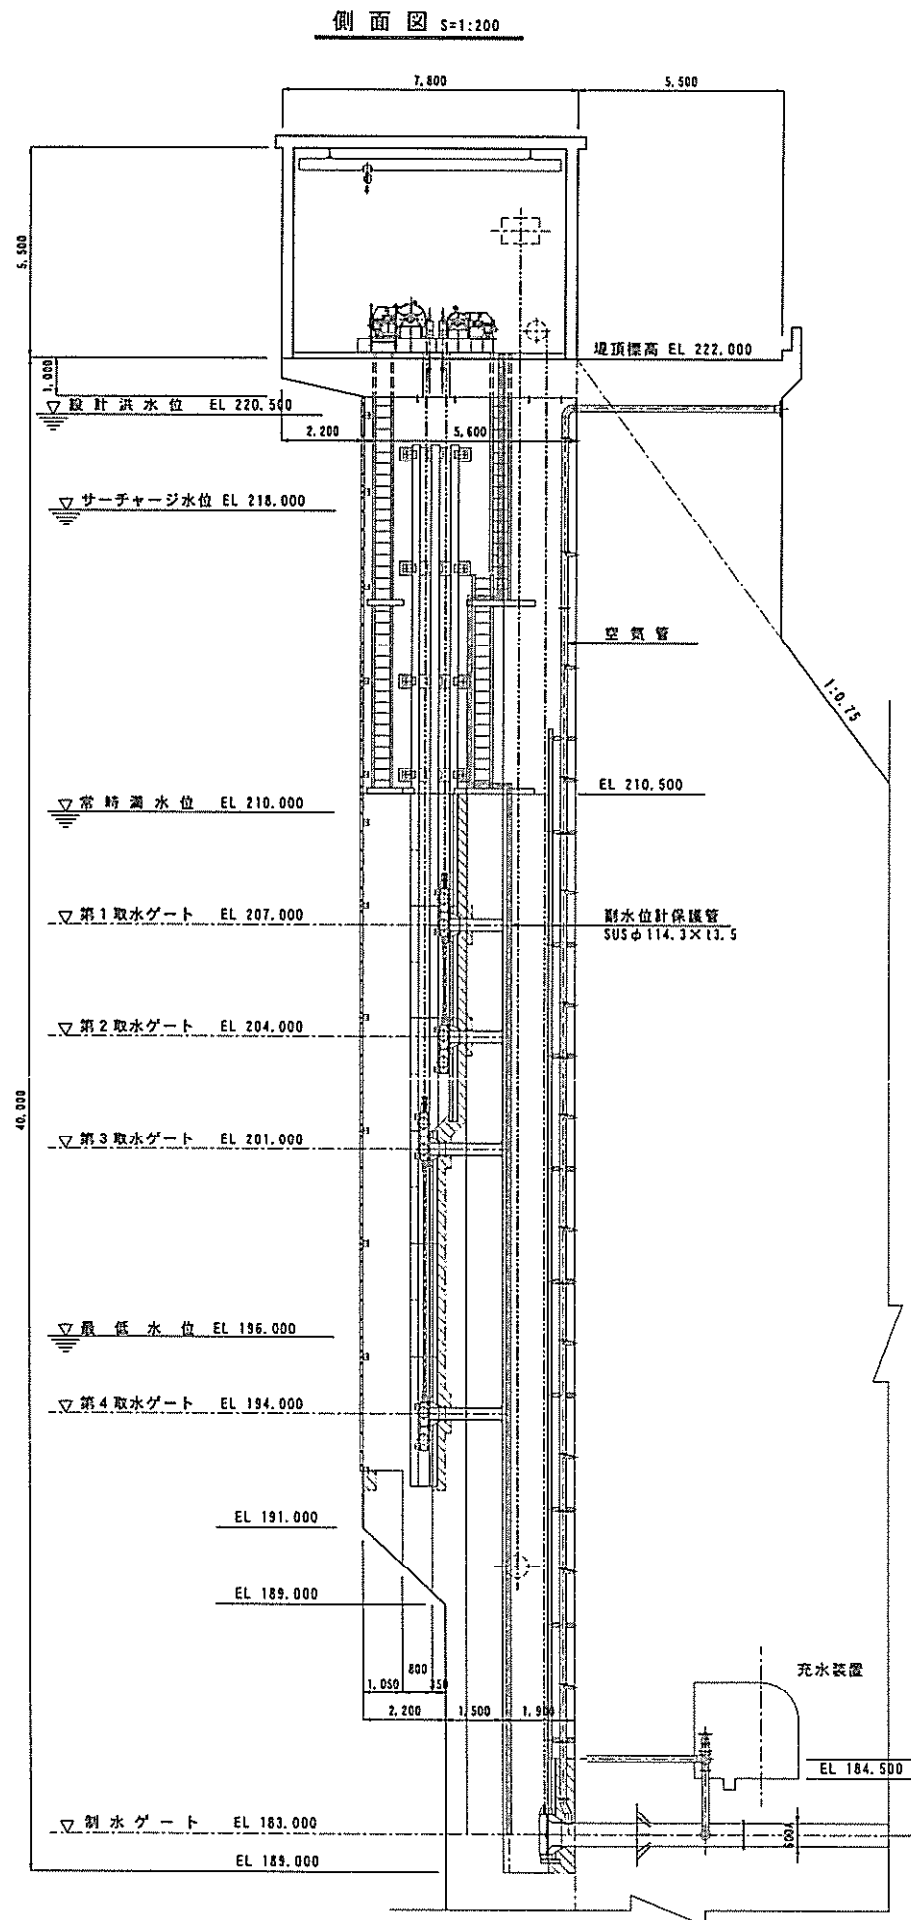 側面図 S=1:200
7.800
5.500
5.500
堤頂標高 EL 222.000
1.000
設計洪水位 EL 220.500
2.200
5.600
サーチャージ水位 EL 218.000
空気管
1:0.75
EL 210.500
常時満水位 EL 210.000
第1取水ゲート EL 207.000
副水位計保護管
SUSφ114.3×t3.5
第2取水ゲート EL 204.000
40.000
第3取水ゲート EL 201.000
最低水位 EL 196.000
第4取水ゲート EL 194.000
EL 191.000
EL 189.000
800
350
1.050
充水装置
2.200
1.500
1.900
EL 184.500
制水ゲート EL 183.000
600A
EL 189.000